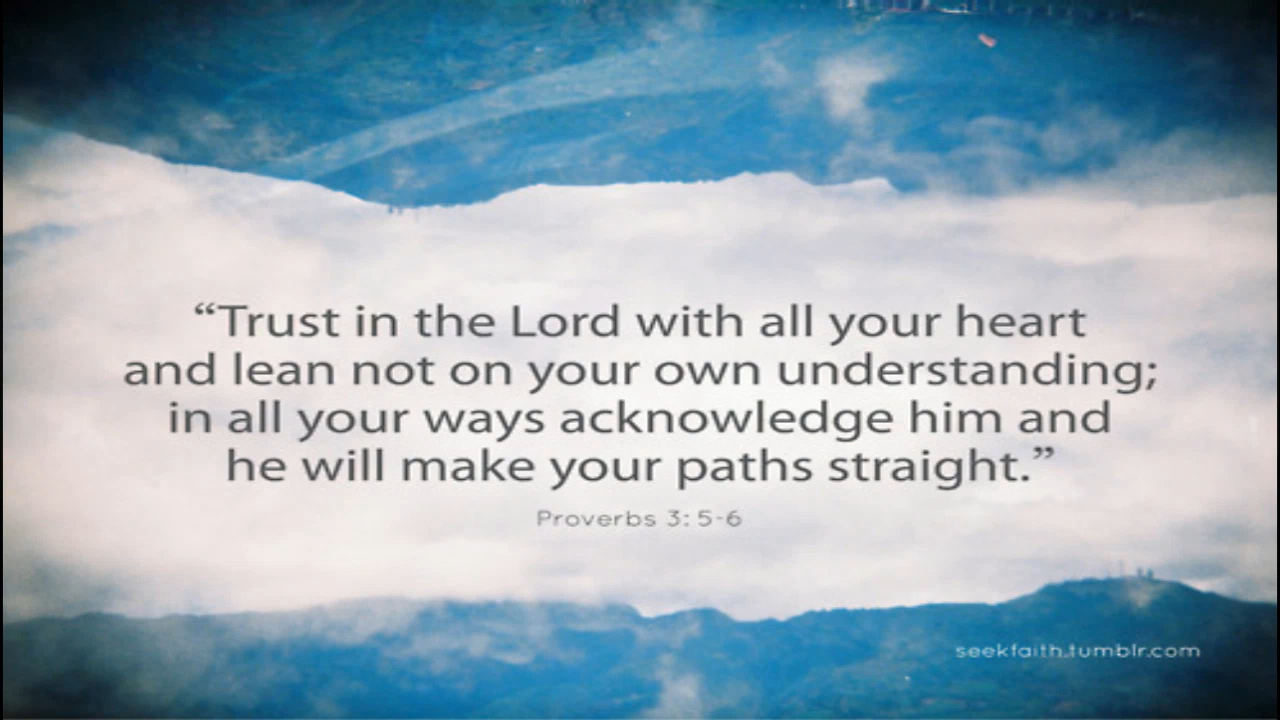 “Trust in the Lord with all your heart
and lean not on your own understanding;
in all your ways acknowledge him and
he will make your paths straight.”
Proverbs 3: 5-6
seekfaith.tumblr.com